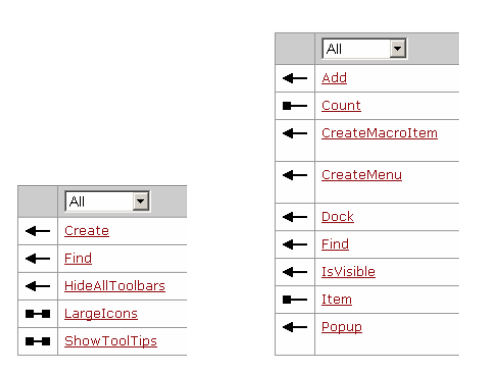 All
Create
Find
HideAllToolbars
LargeIcons
ShowToolTips
All
Add
Count
CreateMacroItem
CreateMenu
Dock
Find
IsVisible
Item
Popup